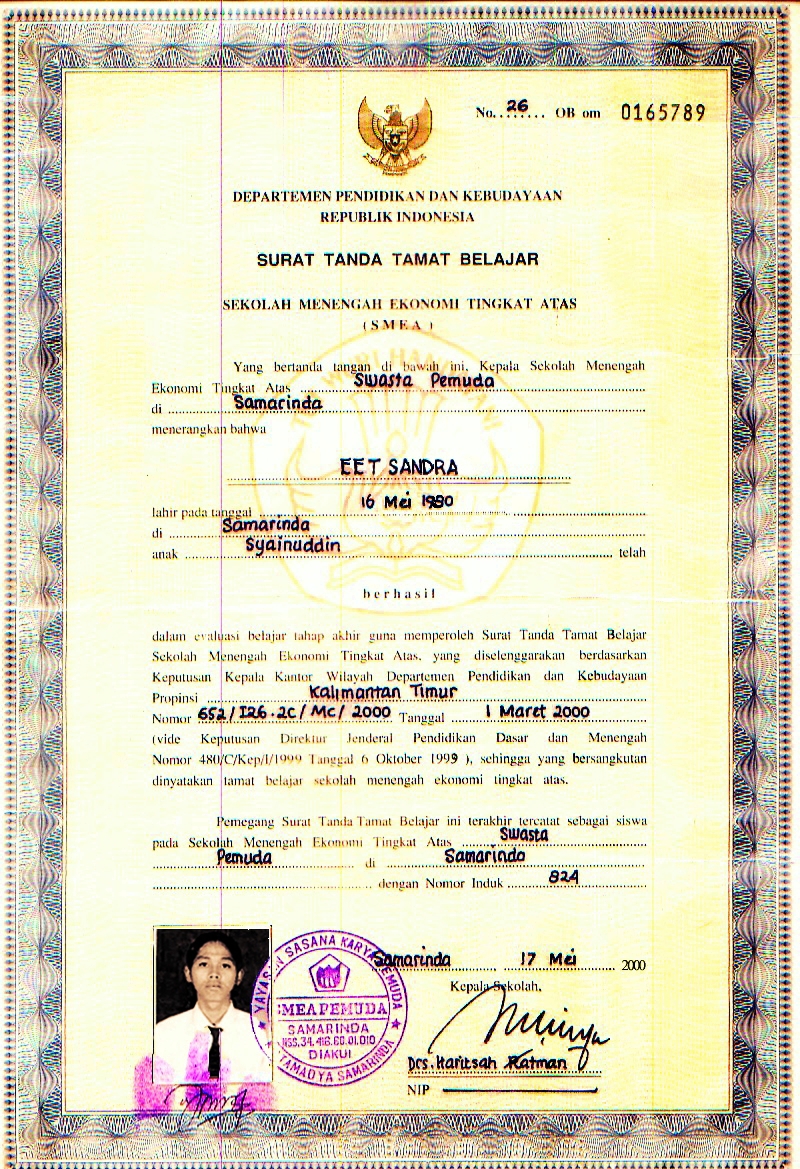 No. 26 OB om 0165789
DEPARTEMEN PENDIDIKAN DAN KEBUDAYAAN
REPUBLIK INDONESIA
SURAT TANDA TAMAT BELAJAR
SEKOLAH MENENGAH EKONOMI TINGKAT ATAS
( S M E A )
Yang bertanda tangan di bawah ini, Kepala Sekolah Menengah
Ekonomi Tingkat Atas Swasta Pemuda
di Samarinda
menerangkan bahwa
EET SANDRA
lahir pada tanggal 16 Mei 1980
di Samarinda
anak Syainuddin telah
berhasil
dalam evaluasi belajar tahap akhir guna memperoleh Surat Tanda Tamat Belajar
Sekolah Menengah Ekonomi Tingkat Atas, yang diselenggarakan berdasarkan
Keputusan Kepala Kantor Wilayah Departemen Pendidikan dan Kebudayaan
Propinsi Kalimantan Timur
Nomor 652/I26.2C/MC/2000 Tanggal 1 Maret 2000
(vide Keputusan Direktur Jenderal Pendidikan Dasar dan Menengah
Nomor 480/C/Kep/I/1999 Tanggal 6 Oktober 1999 ), sehingga yang bersangkutan
dinyatakan tamat belajar sekolah menengah ekonomi tingkat atas.
Pemegang Surat Tanda Tamat Belajar ini terakhir tercatat sebagai siswa
pada Sekolah Menengah Ekonomi Tingkat Atas Swasta
Pemuda di Samarinda
dengan Nomor Induk 824
Samarinda 17 Mei 2000
Kepala Sekolah,
YAYASAN SASANA KARYA PEMUDA
SMEA PEMUDA
SAMARINDA
DIAKUI
SAMARINDA
Drs. Haritsah Ratman
NIP